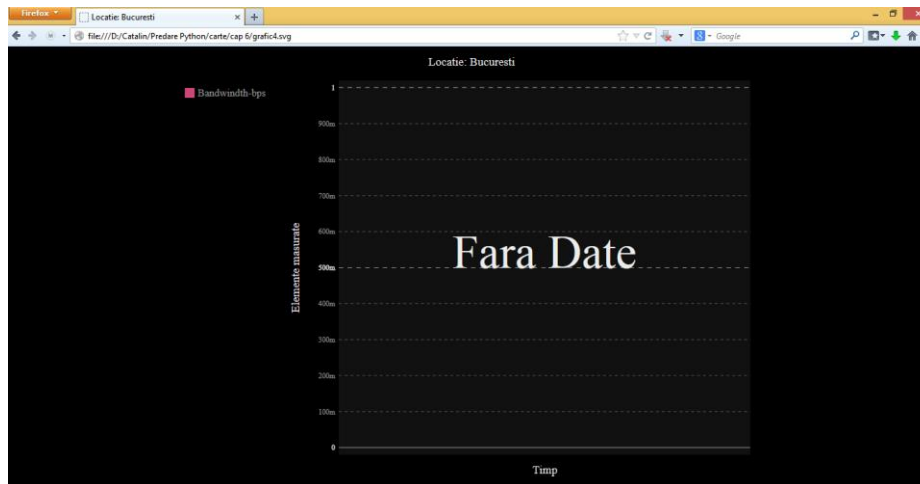 Firefox
Locatie: Bucuresti
file:///D:/Catalin/Predare Python/carte/cap 6/grafic4.svg
Google
Locatie: Bucuresti
Bandwindth-bps
1
900m
800m
700m
600m
500m
400m
300m
200m
100m
0
Elemente masurate
Fara Date
Timp